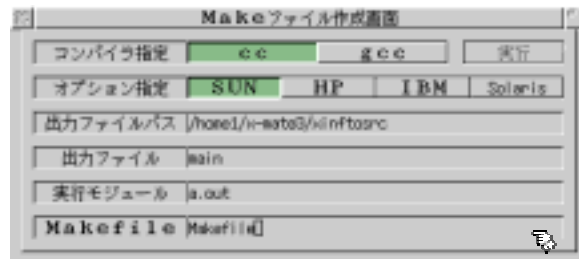 Makeファイル作成画面
コンパイラ指定 cc gcc 実行
オプション指定 SUN HP IBM Solaris
出力ファイルパス /home1/x-mate3/xinftosrc
出力ファイル main
実行モジュール a.out
Makefile Makefile